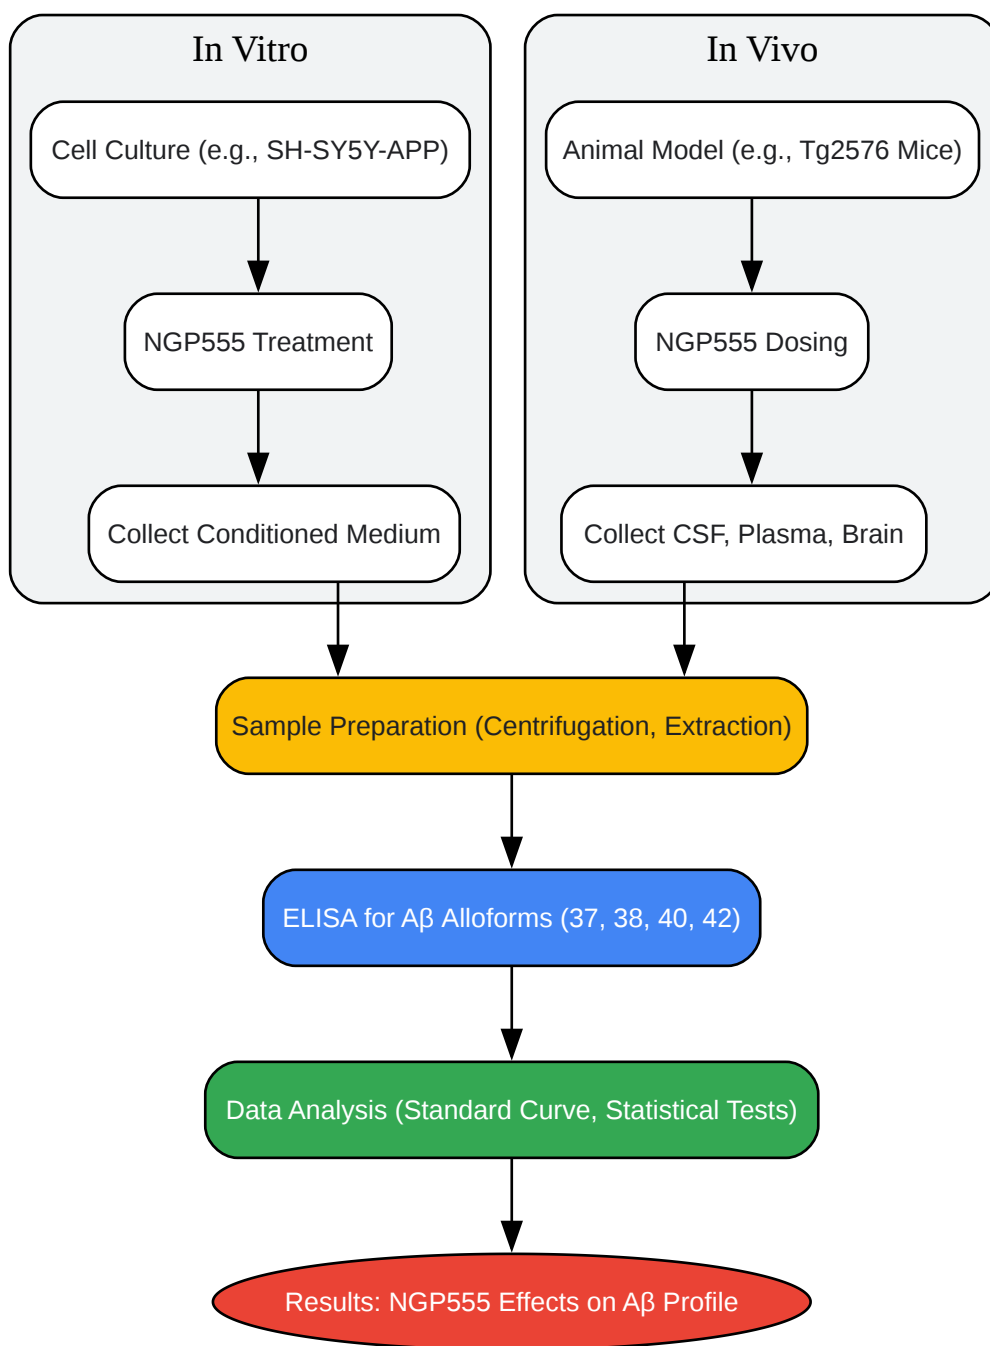 In Vitro
Cell Culture (e.g., SH-SY5Y-APP)
NGP555 Treatment
Collect Conditioned Medium
In Vivo
Animal Model (e.g., Tg2576 Mice)
NGP555 Dosing
Collect CSF, Plasma, Brain
Sample Preparation (Centrifugation, Extraction)
ELISA for Aβ Alloforms (37, 38, 40, 42)
Data Analysis (Standard Curve, Statistical Tests)
Results: NGP555 Effects on Aβ Profile